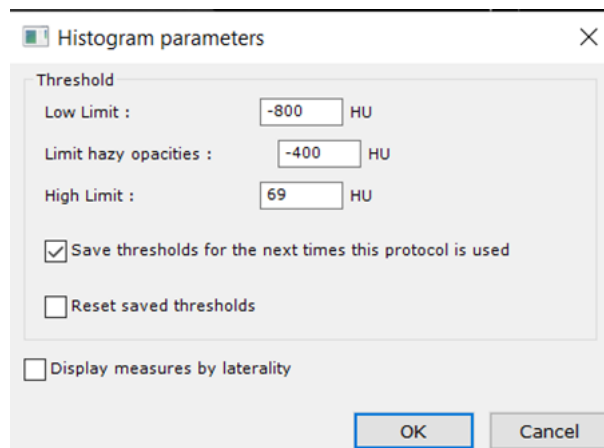 Histogram parameters
Threshold
Low Limit : -800 HU
Limit hazy opacities : -400 HU
High Limit : 69 HU
Save thresholds for the next times this protocol is used
Reset saved thresholds
Display measures by laterality
OK Cancel